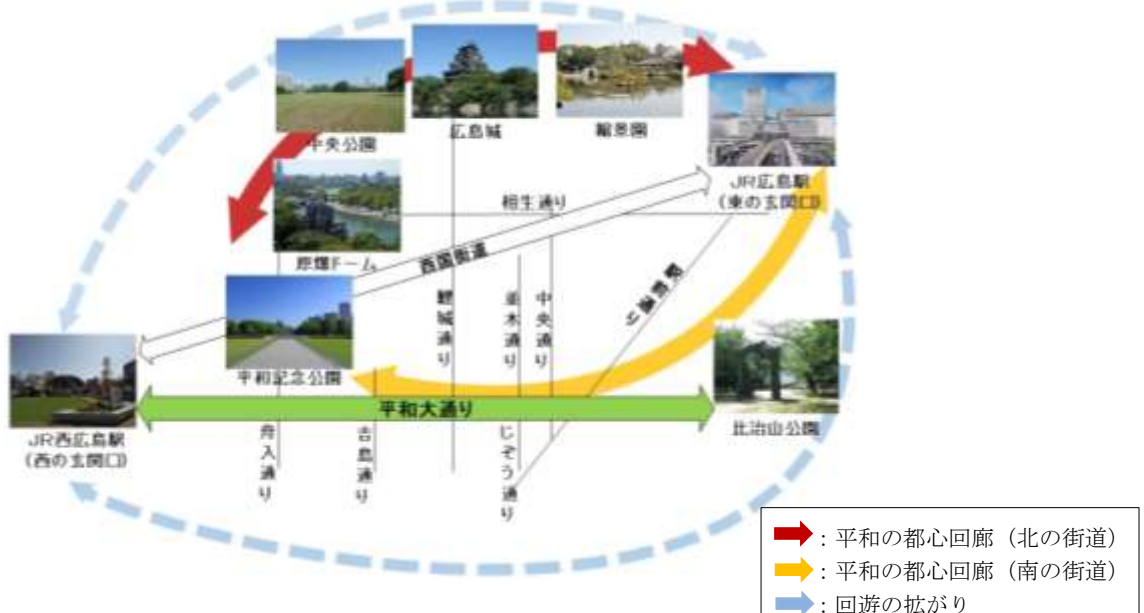 中央公園
広島城
縮景園
JR広島駅
(東の玄関口)
相生通り
原爆ドーム
西国街道
駅前通り
鯉城通り
並木通り
中央通り
平和記念公園
平和大通り
比治山公園
JR西広島駅
(西の玄関口)
舟入通り
吉島通り
じぞう通り
：平和の都心回廊（北の街道）
：平和の都心回廊（南の街道）
：回遊の拡がり